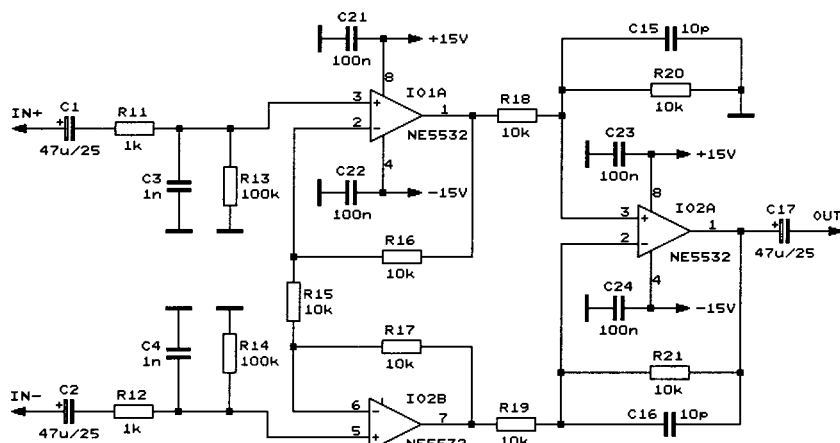 C21
+15V
100n
8
C15
10p
R20
10k
IN+
C1
R11
+
47u/25
1k
3
+
IO1A
1
2
-
NE5532
R18
10k
C3
1n
R13
100k
4
C22
-15V
100n
C23
+15V
100n
8
IO2A
C17
OUT
3
+
1
+
2
-
NE5532
47u/25
R16
10k
R15
10k
C24
4
-15V
100n
C4
1n
R14
100k
R17
10k
R21
10k
IN-
C2
R12
+
47u/25
1k
6
-
IO2B
7
5
+
NE5532
R19
10k
C16
10p